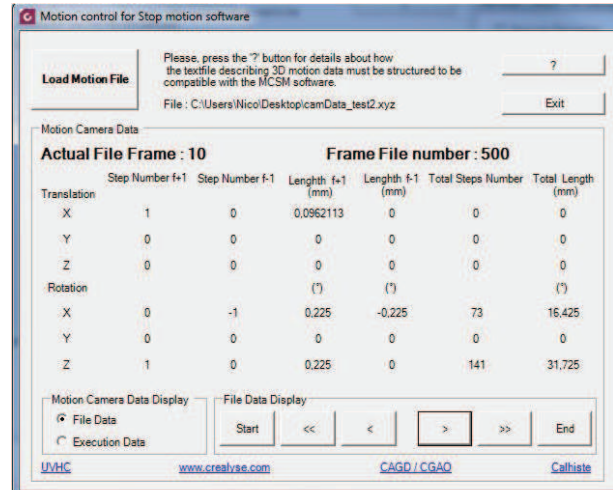 Motion control for Stop motion software
Load Motion File
Please, press the '?' button for details about how
the textfile describing 3D motion data must be structured to be
compatible with the MCSM software.
?
File : C:\Users\Nico\Desktop\camData_test2.xyz
Exit
Motion Camera Data
Actual File Frame : 10 Frame File number : 500
Step Number f+1 Step Number f-1 Lenghth f+1 (mm) Lenghth f-1 (mm) Total Steps Number Total Length (mm)
Translation
X 1 0 0,0962113 0 0 0
Y 0 0 0 0 0 0
Z 0 0 0 0 0 0
Rotation (°) (°) (°)
X 0 -1 0,225 -0,225 73 16,425
Y 0 0 0 0 0 0
Z 1 0 0,225 0 141 31,725
Motion Camera Data Display File Data Display
File Data
Execution Data
Start << < > >> End
UVHC www.crealyse.com CAGD / CGAO Calhiste